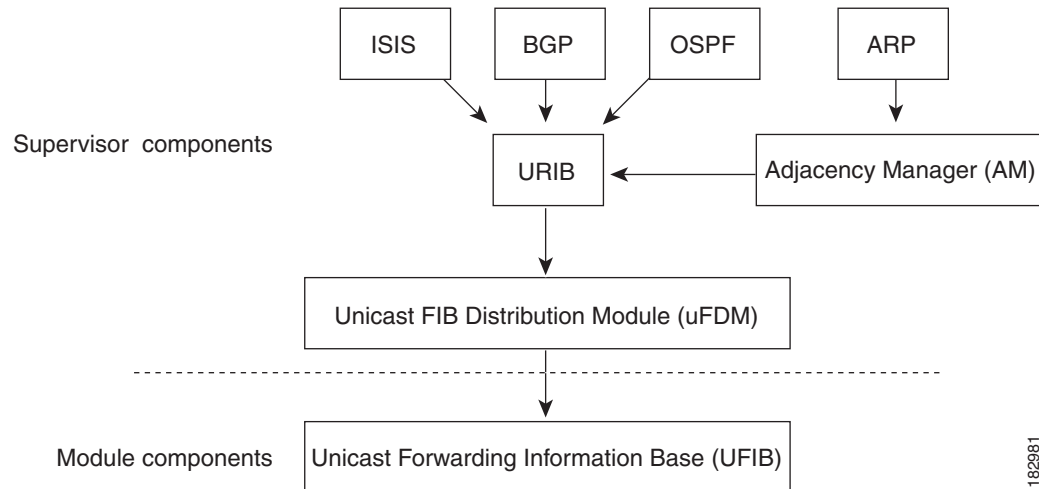 ISIS
BGP
OSPF
ARP
Supervisor components
URIB
Adjacency Manager (AM)
Unicast FIB Distribution Module (uFDM)
Module components
Unicast Forwarding Information Base (UFIB)
182981